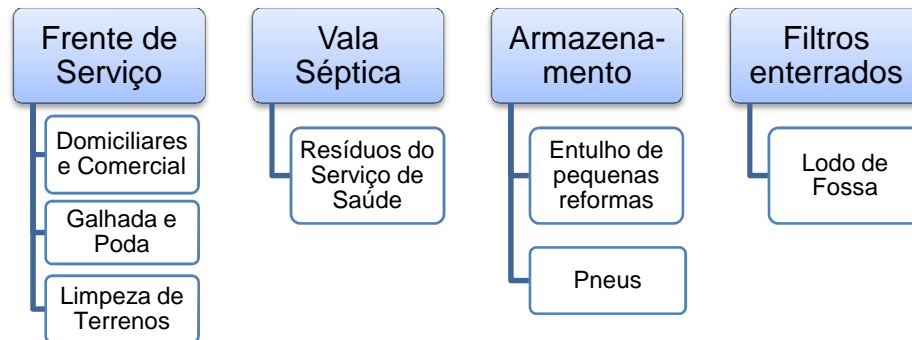 Frente de
Serviço
Domiciliares
e Comercial
Galhada e
Poda
Limpeza de
Terrenos
Vala
Séptica
Resíduos do
Serviço de
Saúde
Armazena-
mento
Entulho de
pequenas
reformas
Pneus
Filtros
enterrados
Lodo de
Fossa